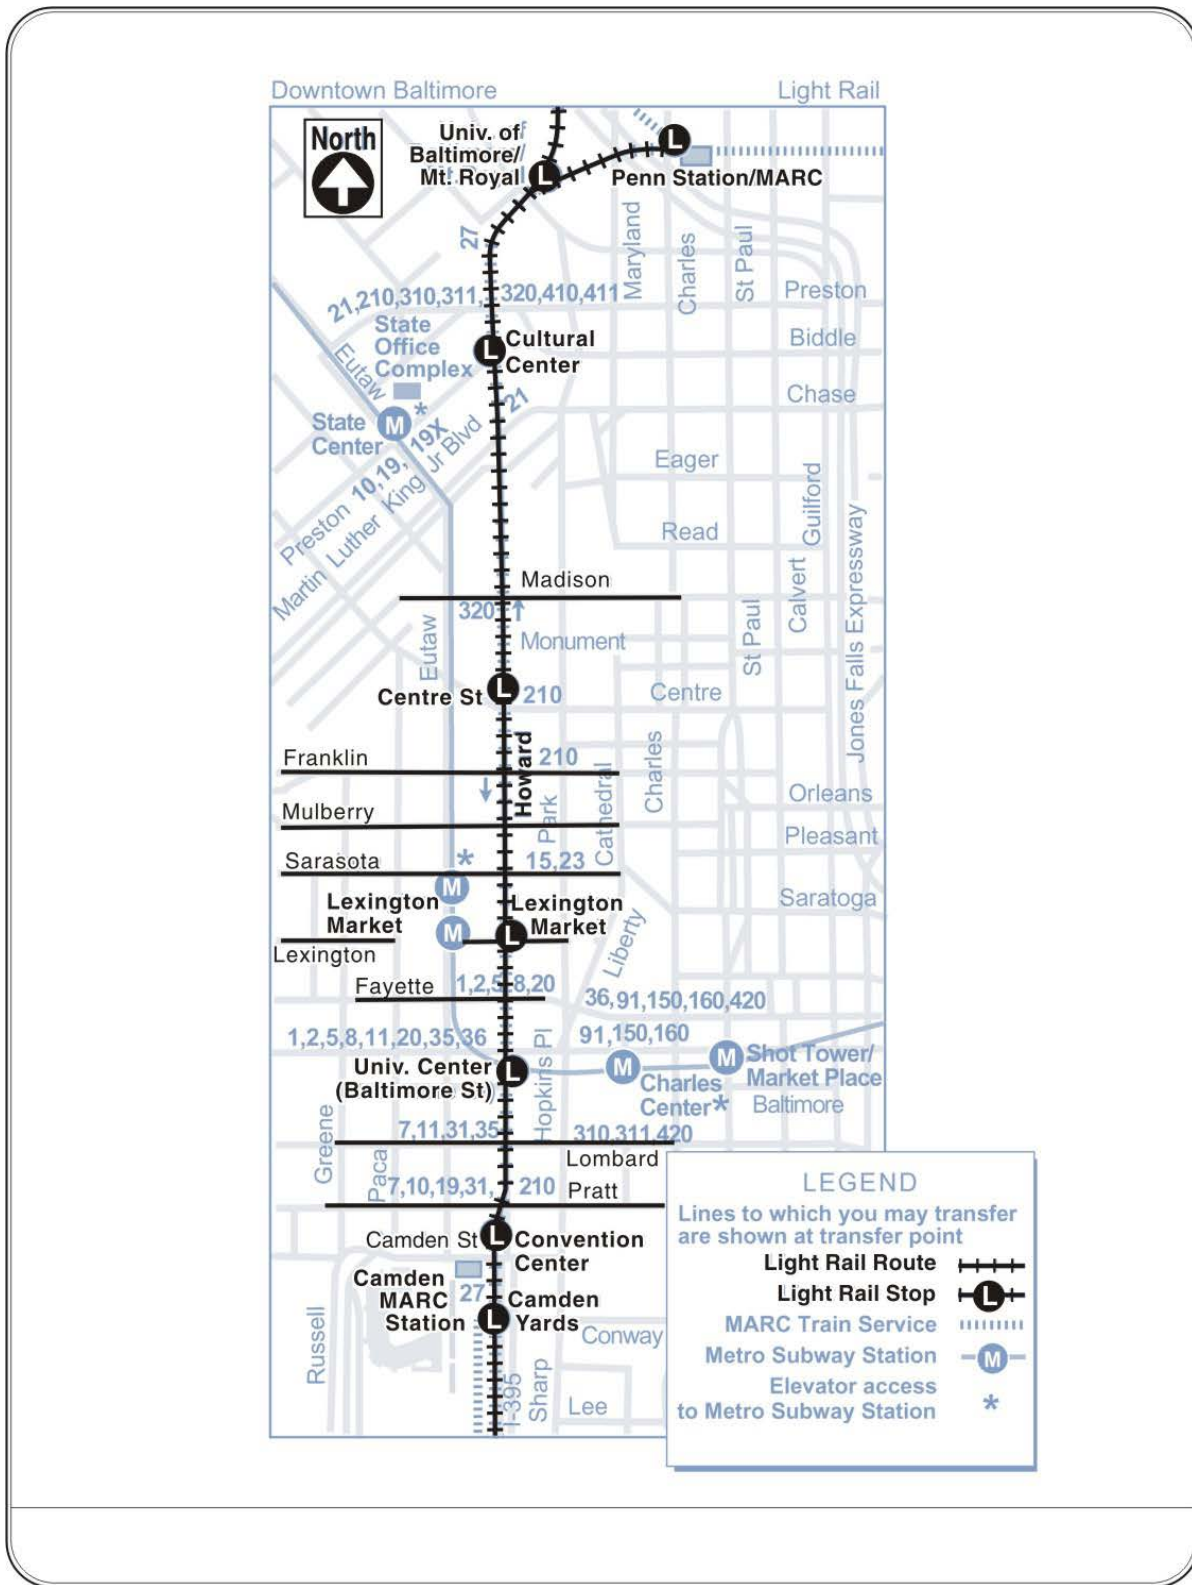 Downtown Baltimore
Light Rail
North
Univ. of
Baltimore/
Mt. Royal
L
L
Penn Station/MARC
27
Maryland
Charles
St Paul
21,210,310,311,
320,410,411
Preston
State
Office
Complex
Eutaw
L
Cultural
Center
Biddle
Chase
21
State
Center
M
*
Preston
10,19,
19X
Martin Luther King Jr Blvd
Eager
Read
Guilford
Calvert
St Paul
Jones Falls Expressway
Madison
320
Monument
Eutaw
Centre St
L
210
Centre
Franklin
210
Howard
Park
Cathedral
Charles
Mulberry
Orleans
Pleasant
Sarasota
*
15,23
M
Saratoga
Lexington
Market
M
Lexington
Market
L
Lexington
Liberty
Fayette
1,2,5,8,20
36,
91,150,160,420
1,2,5,8,11,20,35,36
91,150,160
Univ. Center
(Baltimore St)
L
Hopkins Pl
M
Charles
Center*
M
Shot Tower/
Market Place
Baltimore
Greene
Paca
7,11,31,35
310,311,420
Lombard
7,10,19,31,
210
Pratt
Camden St
L
Convention
Center
Camden
MARC
Station
27
L
Camden
Yards
Conway
Russell
I-395
Sharp
Lee
LEGEND
Lines to which you may transfer
are shown at transfer point
Light Rail Route
Light Rail Stop
L
MARC Train Service
Metro Subway Station
M
Elevator access
to Metro Subway Station
*